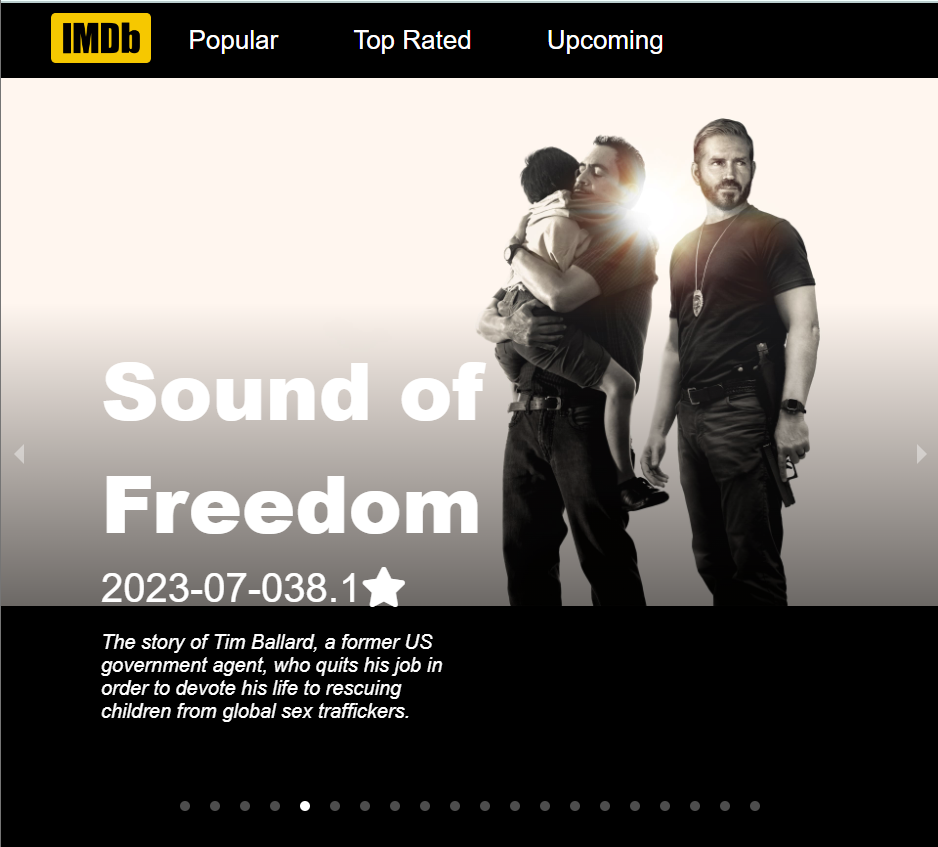 IMDb Popular Top Rated Upcoming
Sound of
Freedom
2023-07-038.1
The story of Tim Ballard, a former US
government agent, who quits his job in
order to devote his life to rescuing
children from global sex traffickers.